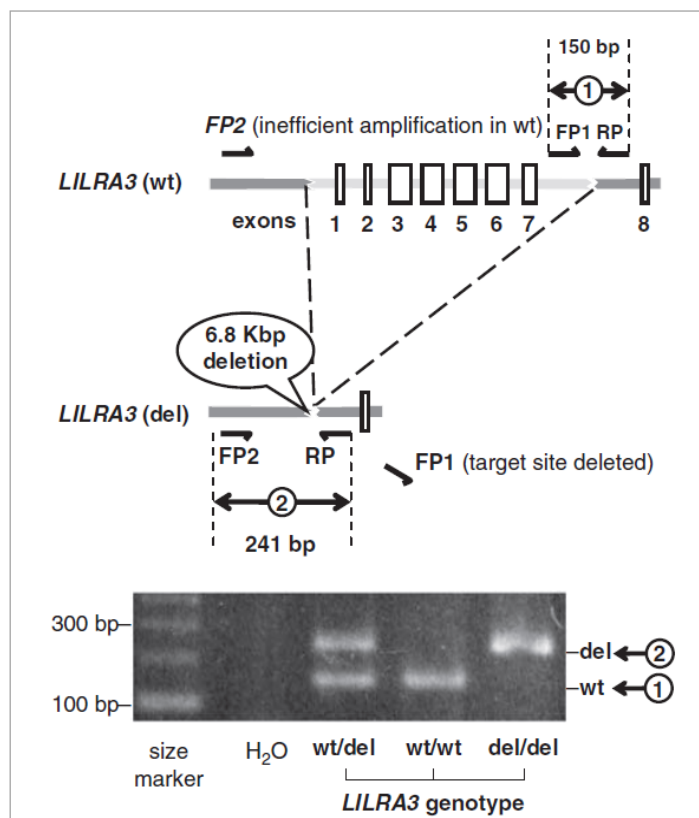 150 bp
1
FP2 (inefficient amplification in wt)
FP1 RP
LILRA3 (wt)
exons 1 2 3 4 5 6 7 8
6.8 Kbp
deletion
LILRA3 (del)
FP2 RP
FP1 (target site deleted)
2
241 bp
300 bp
del 2
wt 1
100 bp
size
marker
H₂O
wt/del wt/wt del/del
LILRA3 genotype